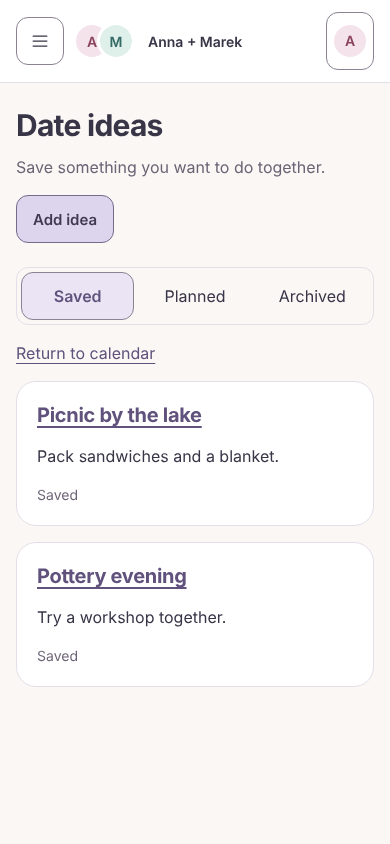 A M Anna + Marek A
Date ideas
Save something you want to do together.
Add idea
Saved Planned Archived
Return to calendar
Picnic by the lake
Pack sandwiches and a blanket.
Saved
Pottery evening
Try a workshop together.
Saved